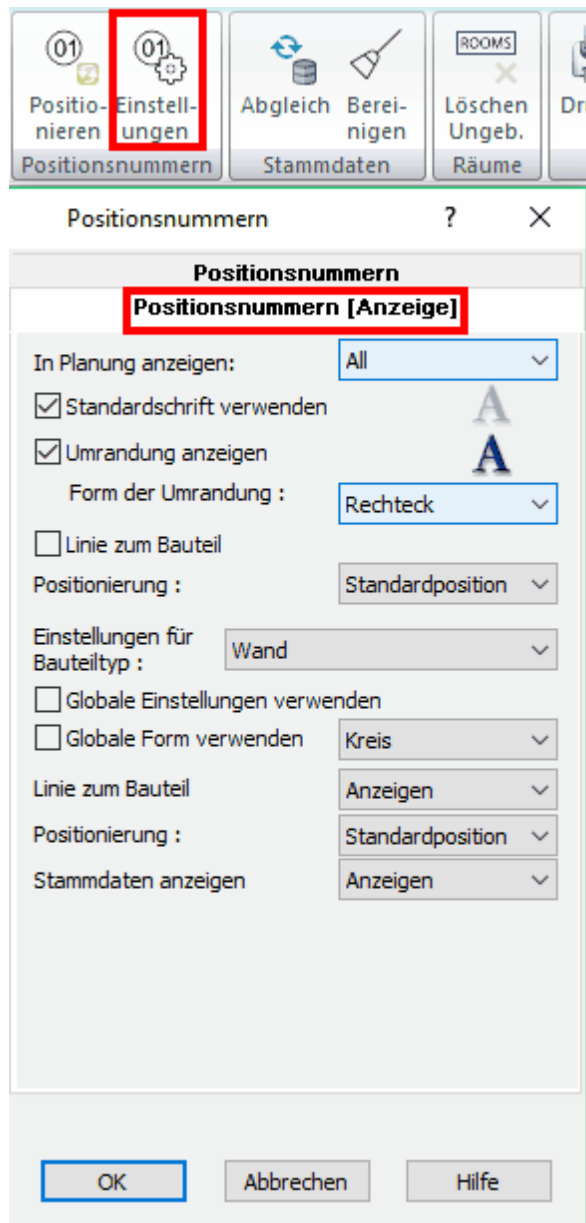 01
01
ROOMS
Positio-
nieren
Einstell-
ungen
Abgleich
Berei-
nigen
Löschen
Ungeb.
Positionsnummern
Stammdaten
Räume
Positionsnummern ?
Positionsnummern
Positionsnummern [Anzeige]
In Planung anzeigen: All
Standardschrift verwenden A
Umrandung anzeigen A
Form der Umrandung : Rechteck
Linie zum Bauteil
Positionierung : Standardposition
Einstellungen für
Bauteiltyp : Wand
Globale Einstellungen verwenden
Globale Form verwenden Kreis
Linie zum Bauteil Anzeigen
Positionierung : Standardposition
Stammdaten anzeigen Anzeigen
OK Abbrechen Hilfe